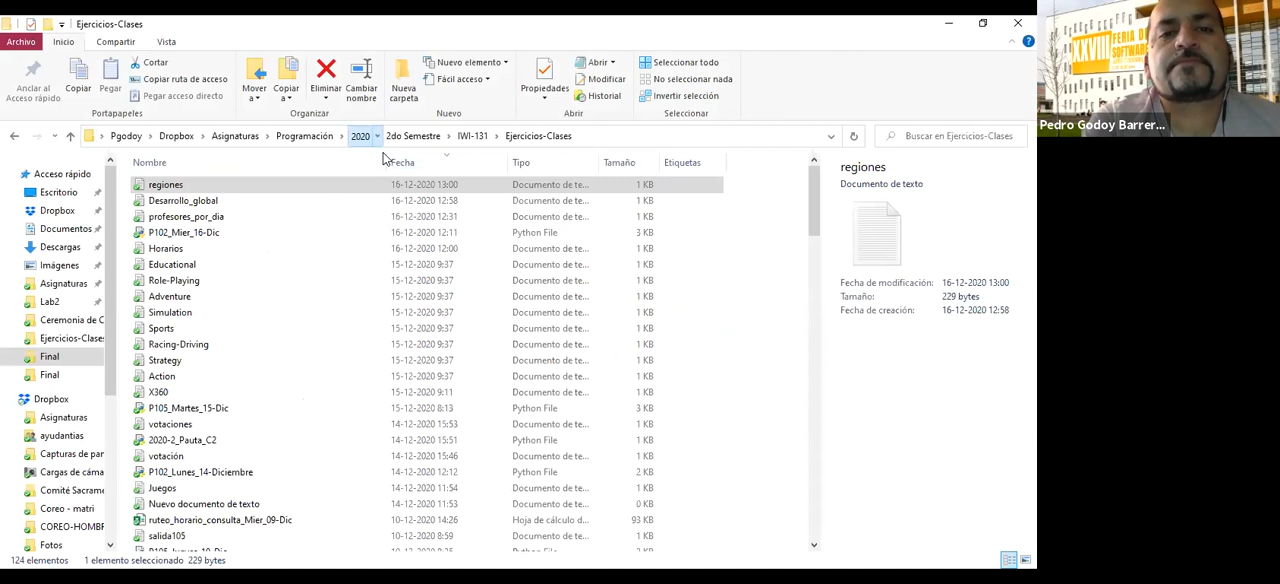 Ejercicios-Clases
Archivo Inicio Compartir Vista
Anclar al Acceso rápido
Copiar
Pegar
Cortar
Copiar ruta de acceso
Pegar acceso directo
Portapapeles
Mover a
Copiar a
Eliminar
Cambiar nombre
Organizar
Nueva carpeta
Nuevo elemento
Fácil acceso
Nuevo
Propiedades
Abrir
Modificar
Historial
Abrir
Seleccionar todo
No seleccionar nada
Invertir selección
Seleccionar
Pgodoy > Dropbox > Asignaturas > Programación > 2020 2do Semestre > IWI-131 > Ejercicios-Clases
Buscar en Ejercicios-Clases
Acceso rápido
Escritorio
Dropbox
Documentos
Descargas
Imágenes
Asignaturas
Lab2
Ceremonia de C
Ejercicios-Clases
Final
Final
Dropbox
Asignaturas
ayudantias
Capturas de pan
Cargas de cáma
Comité Sacrame
Coreo - matri
COREO-HOMBR
Fotos
Nombre Fecha Tipo Tamaño Etiquetas
regiones 16-12-2020 13:00 Documento de te... 1 KB
Desarrollo_global 16-12-2020 12:58 Documento de te... 1 KB
profesores_por_dia 16-12-2020 12:31 Documento de te... 1 KB
P102_Mier_16-Dic 16-12-2020 12:11 Python File 3 KB
Horarios 16-12-2020 12:00 Documento de te... 1 KB
Educational 15-12-2020 9:37 Documento de te... 1 KB
Role-Playing 15-12-2020 9:37 Documento de te... 1 KB
Adventure 15-12-2020 9:37 Documento de te... 1 KB
Simulation 15-12-2020 9:37 Documento de te... 1 KB
Sports 15-12-2020 9:37 Documento de te... 1 KB
Racing-Driving 15-12-2020 9:37 Documento de te... 1 KB
Strategy 15-12-2020 9:37 Documento de te... 1 KB
Action 15-12-2020 9:37 Documento de te... 1 KB
X360 15-12-2020 9:11 Documento de te... 1 KB
P105_Martes_15-Dic 15-12-2020 8:13 Python File 3 KB
votaciones 14-12-2020 15:53 Documento de te... 1 KB
2020-2_Pauta_C2 14-12-2020 15:51 Python File 3 KB
votación 14-12-2020 15:46 Documento de te... 1 KB
P102_Lunes_14-Diciembre 14-12-2020 12:12 Python File 2 KB
Juegos 14-12-2020 11:54 Documento de te... 1 KB
Nuevo documento de texto 14-12-2020 11:53 Documento de te... 0 KB
ruteo_horario_consulta_Mier_09-Dic 10-12-2020 14:26 Hoja de cálculo d... 93 KB
salida105 10-12-2020 8:59 Documento de te... 1 KB
regiones
Documento de texto
Fecha de modificación: 16-12-2020 13:00
Tamaño: 229 bytes
Fecha de creación: 16-12-2020 12:58
124 elementos 1 elemento seleccionado 229 bytes
XXVIII FERIA DE
SOFTWARE
Pedro Godoy Barrer...